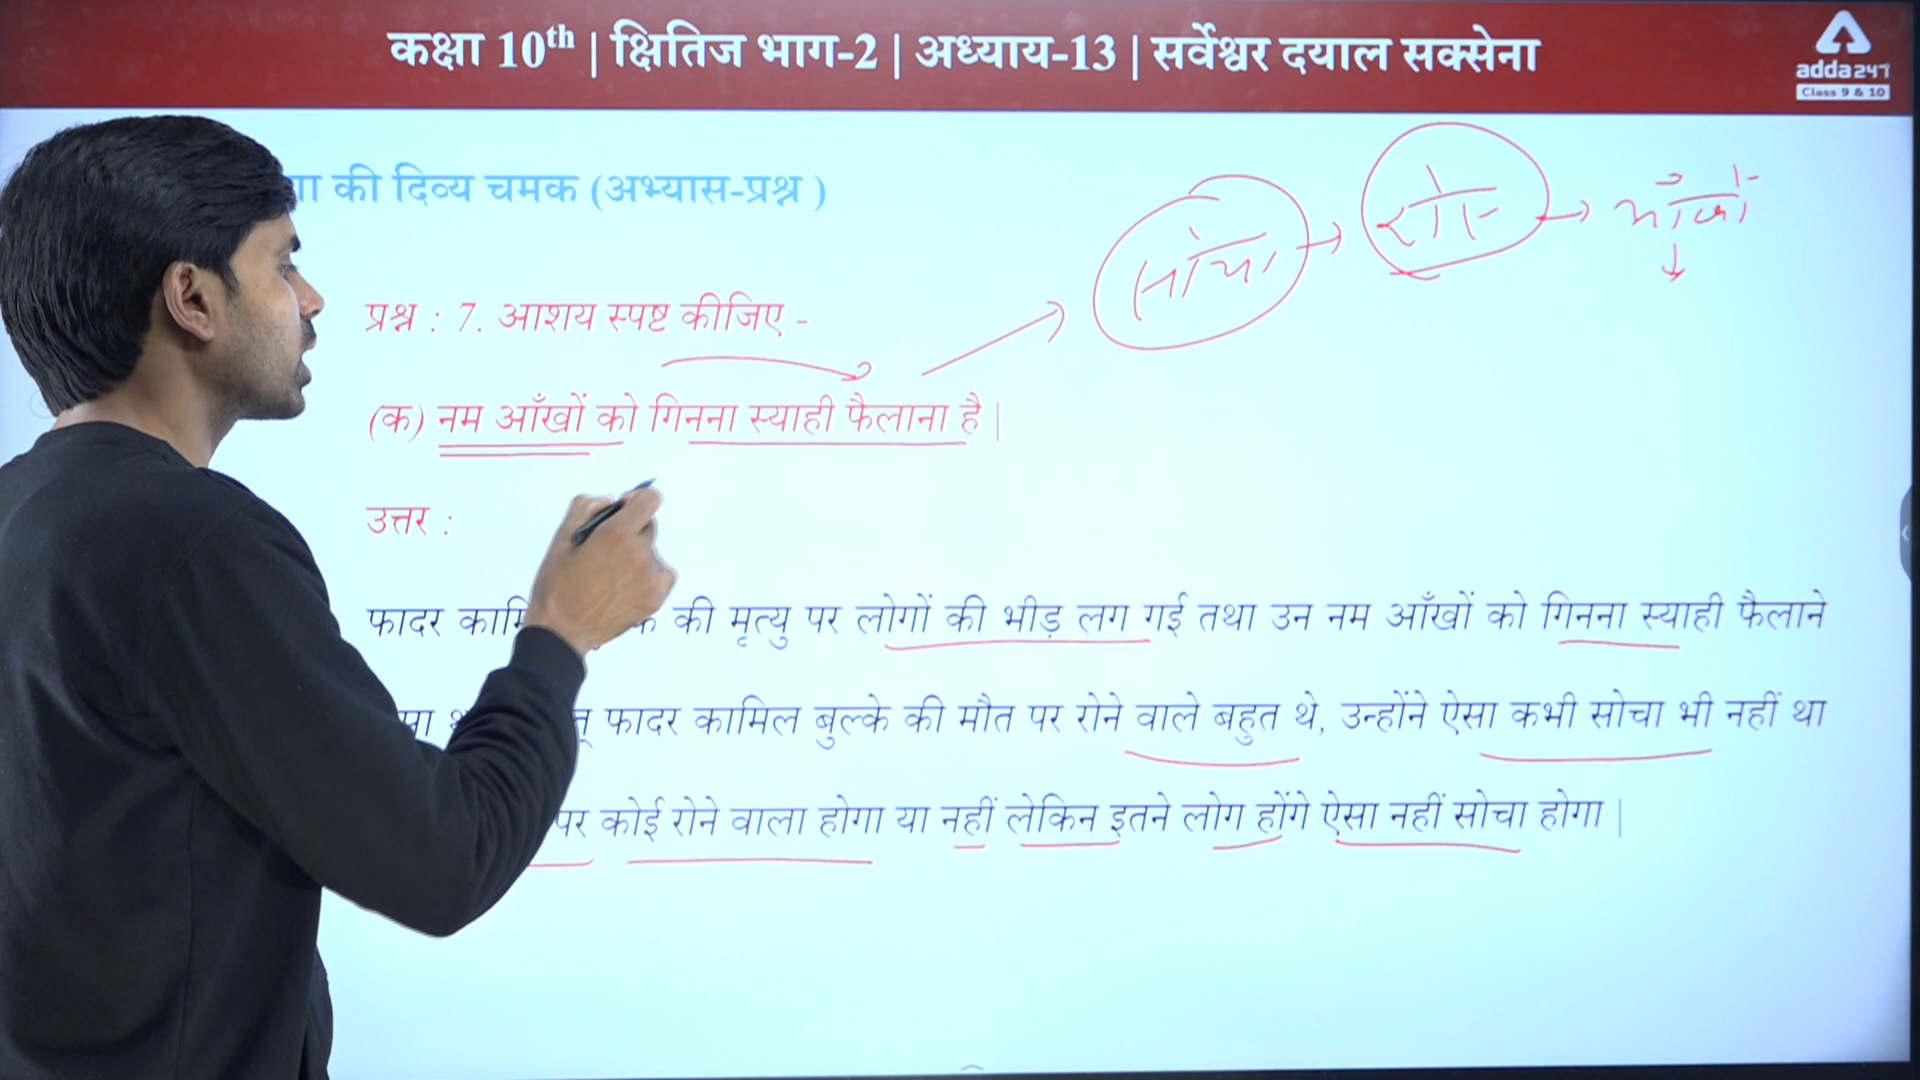 कक्षा 10th | क्षितिज भाग-2 | अध्याय-13 | सर्वेश्वर दयाल सक्सेना
adda247
Class 9 & 10
की दिव्य चमक (अभ्यास-प्रश्न )
प्रश्न : 7. आशय स्पष्ट कीजिए -
(क) नम आँखों को गिनना स्याही फैलाना है |
उत्तर :
फादर की मृत्यु पर लोगों की भीड़ लग गई तथा उन नम आँखों को गिनना स्याही फैलाने
फादर कामिल बुल्के की मौत पर रोने वाले बहुत थे, उन्होंने ऐसा कभी सोचा भी नहीं था
पर कोई रोने वाला होगा या नहीं लेकिन इतने लोग होंगे ऐसा नहीं सोचा होगा |